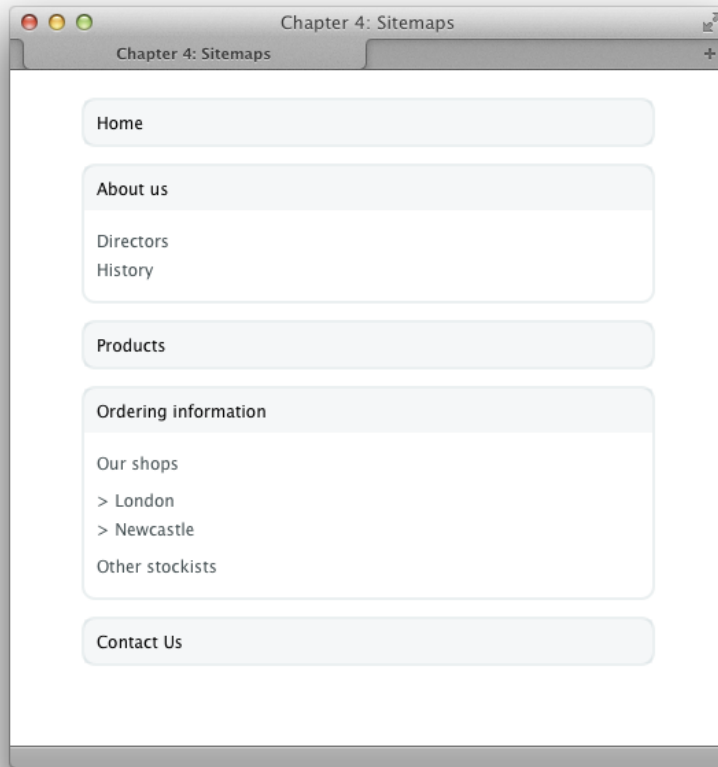 Chapter 4: Sitemaps
Chapter 4: Sitemaps
Home
About us
Directors
History
Products
Ordering information
Our shops
> London
> Newcastle
Other stockists
Contact Us